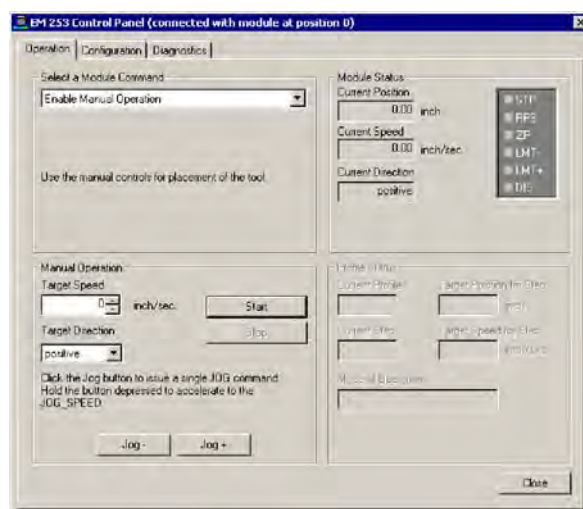 EM 253 Control Panel (connected with module at position 0)
Operation Configuration Diagnostics
Select a Module Command
Enable Manual Operation
Use the manual controls for placement of the tool.
Module Status
Current Position
0.00 inch
Current Speed
0.00 inch/sec
Current Direction
positive
STP
RPS
ZP
LMT-
LMT+
DIS
Manual Operation
Target Speed
0 inch/sec
Start
Target Direction
Stop
positive
Click the Jog button to issue a single JOG command.
Hold the button depressed to accelerate to the
JOG_SPEED.
Jog -
Jog +
Profile Status
Current Profile
Target Position for Step
inch
Current Step
Target Speed for Step
Close